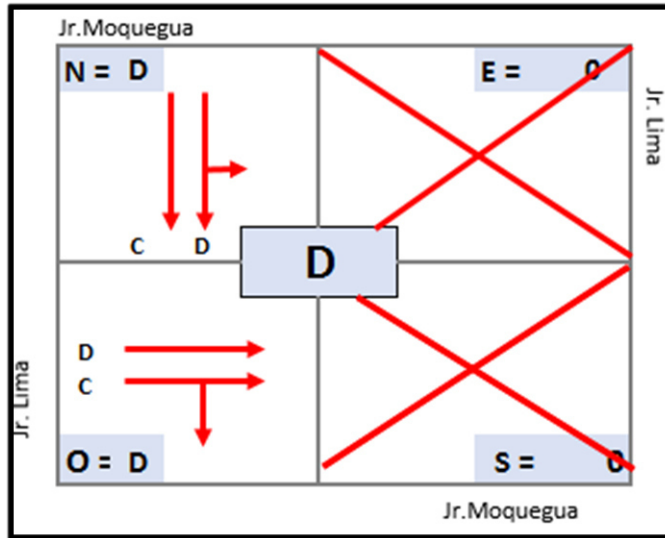 Jr.Moquegua
N = D
E = 0
Jr. Lima
C D
D
D
C
Jr. Lima
O = D
S = 0
Jr.Moquegua